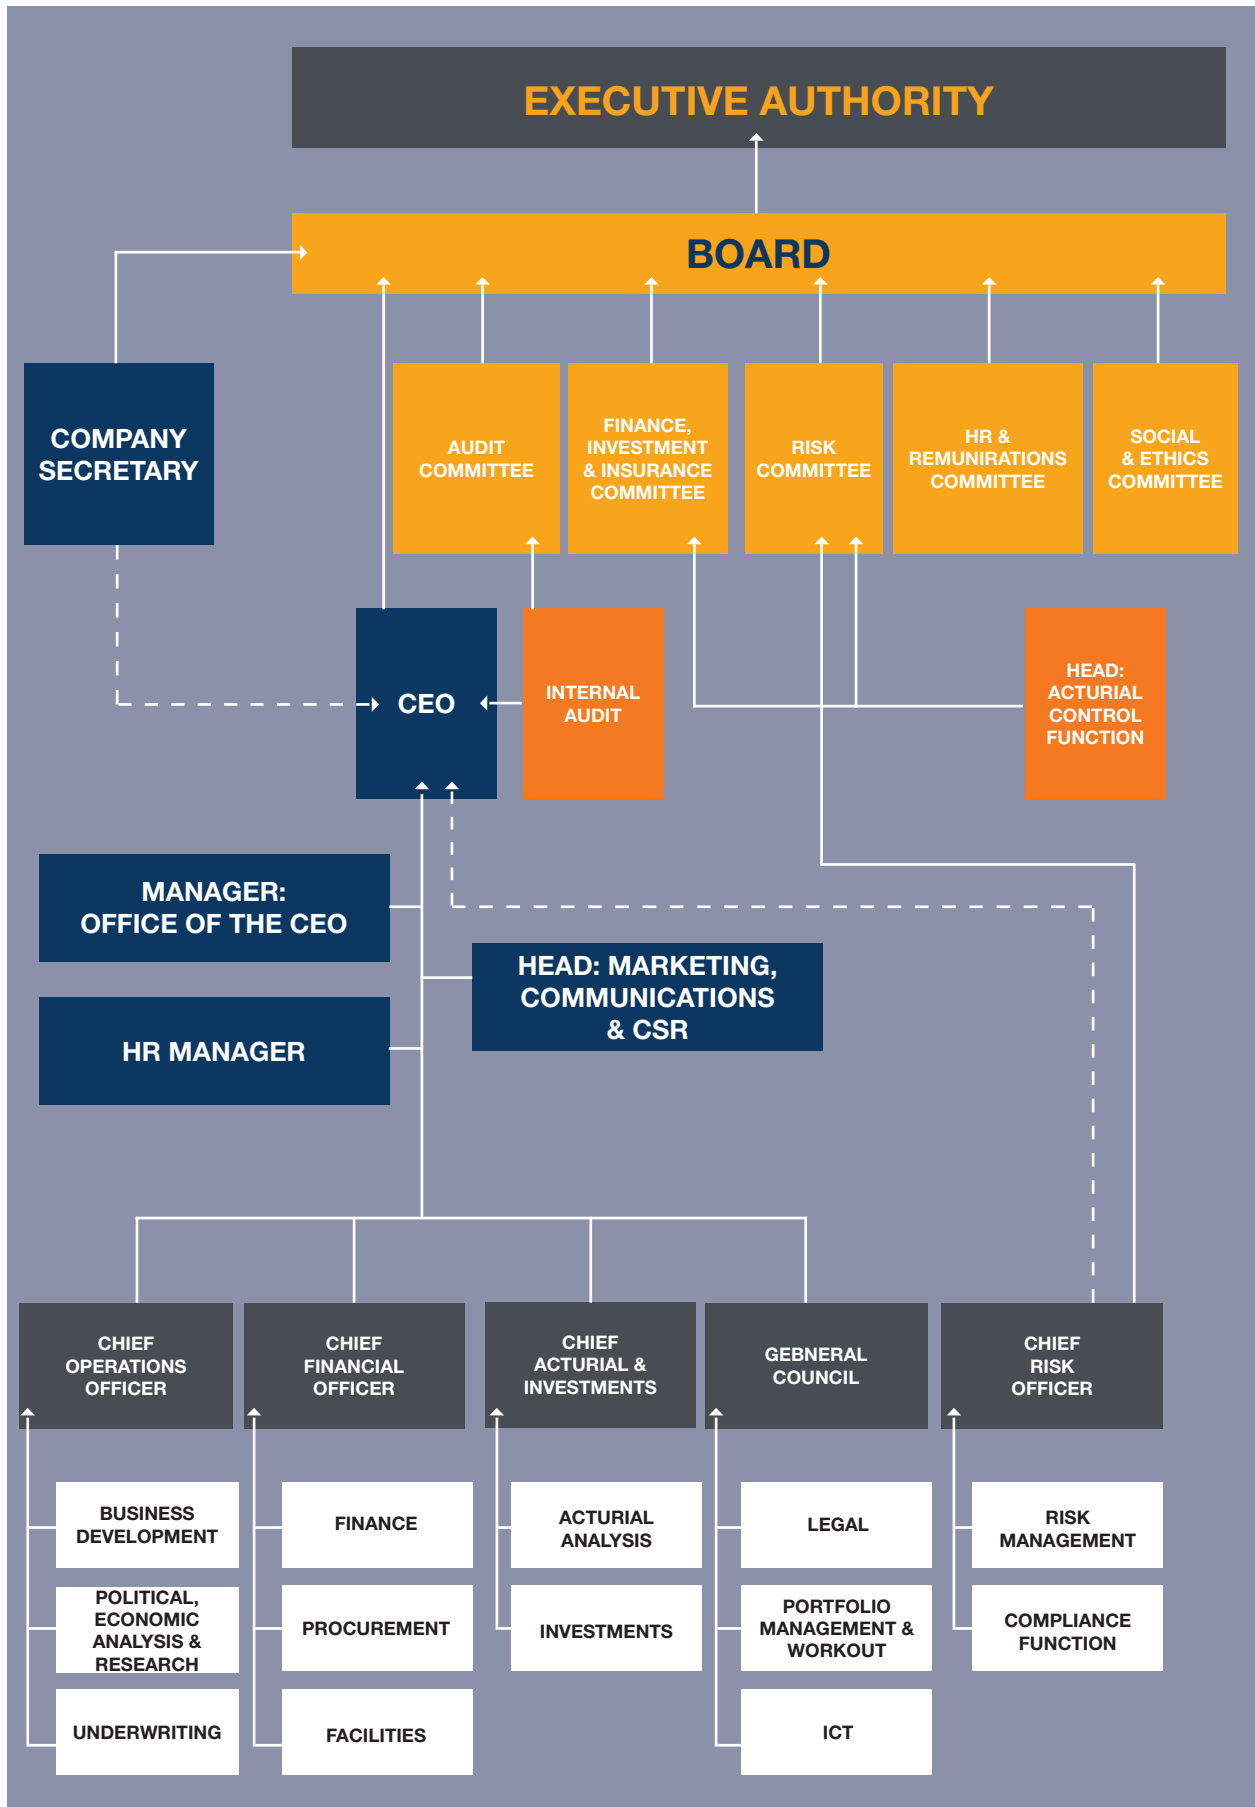 EXECUTIVE AUTHORITY
BOARD
COMPANY
SECRETARY
AUDIT
COMMITTEE
FINANCE,
INVESTMENT
& INSURANCE
COMMITTEE
RISK
COMMITTEE
HR &
REMUNIRATIONS
COMMITTEE
SOCIAL
& ETHICS
COMMITTEE
CEO
INTERNAL
AUDIT
HEAD:
ACTURIAL
CONTROL
FUNCTION
MANAGER:
OFFICE OF THE CEO
HEAD: MARKETING,
COMMUNICATIONS
& CSR
HR MANAGER
CHIEF
OPERATIONS
OFFICER
CHIEF
FINANCIAL
OFFICER
CHIEF
ACTURIAL &
INVESTMENTS
GEBNERAL
COUNCIL
CHIEF
RISK
OFFICER
BUSINESS
DEVELOPMENT
FINANCE
ACTURIAL
ANALYSIS
LEGAL
RISK
MANAGEMENT
POLITICAL,
ECONOMIC
ANALYSIS &
RESEARCH
PROCUREMENT
INVESTMENTS
PORTFOLIO
MANAGEMENT &
WORKOUT
COMPLIANCE
FUNCTION
UNDERWRITING
FACILITIES
ICT